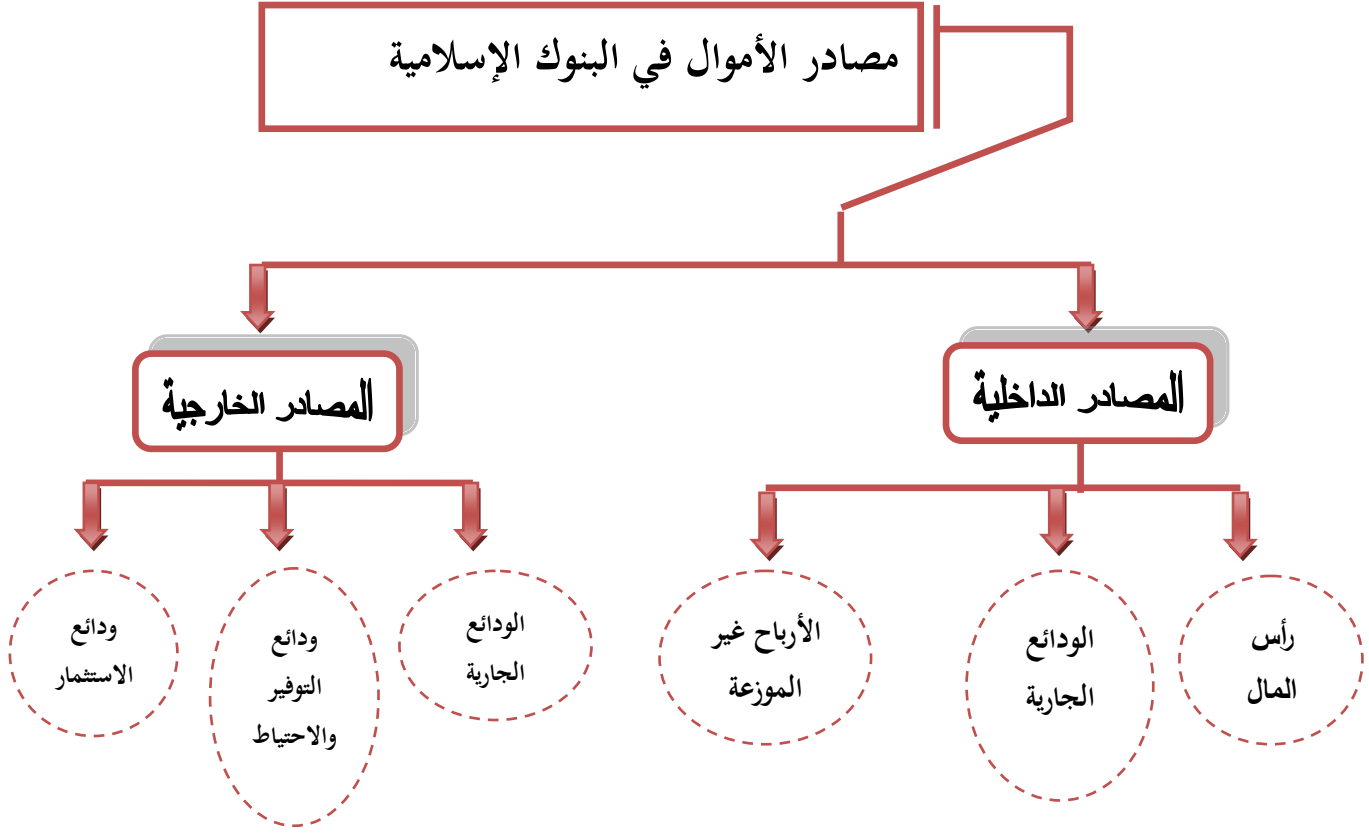 مصادر الأموال في البنوك الإسلامية
المصادر الداخلية
المصادر الخارجية
رأس
المال
الودائع
الجارية
الأرباح غير
الموزعة
الودائع
الجارية
ودائع
التوفير
والاحتياط
ودائع
الاستثمار